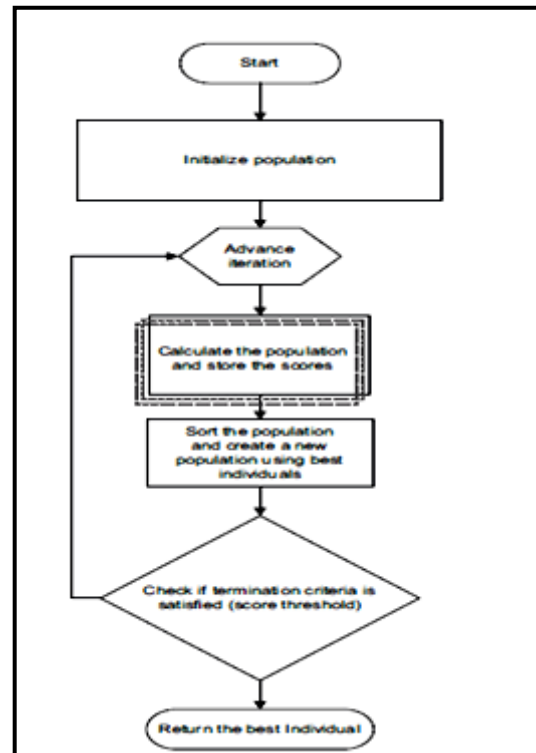 Start
Initialize population
Advance
iteration
Calculate the population
and store the scores
Sort the population
and create a new
population using best
individuals
Check if termination criteria is
satisfied (score threshold)
Return the best Individual